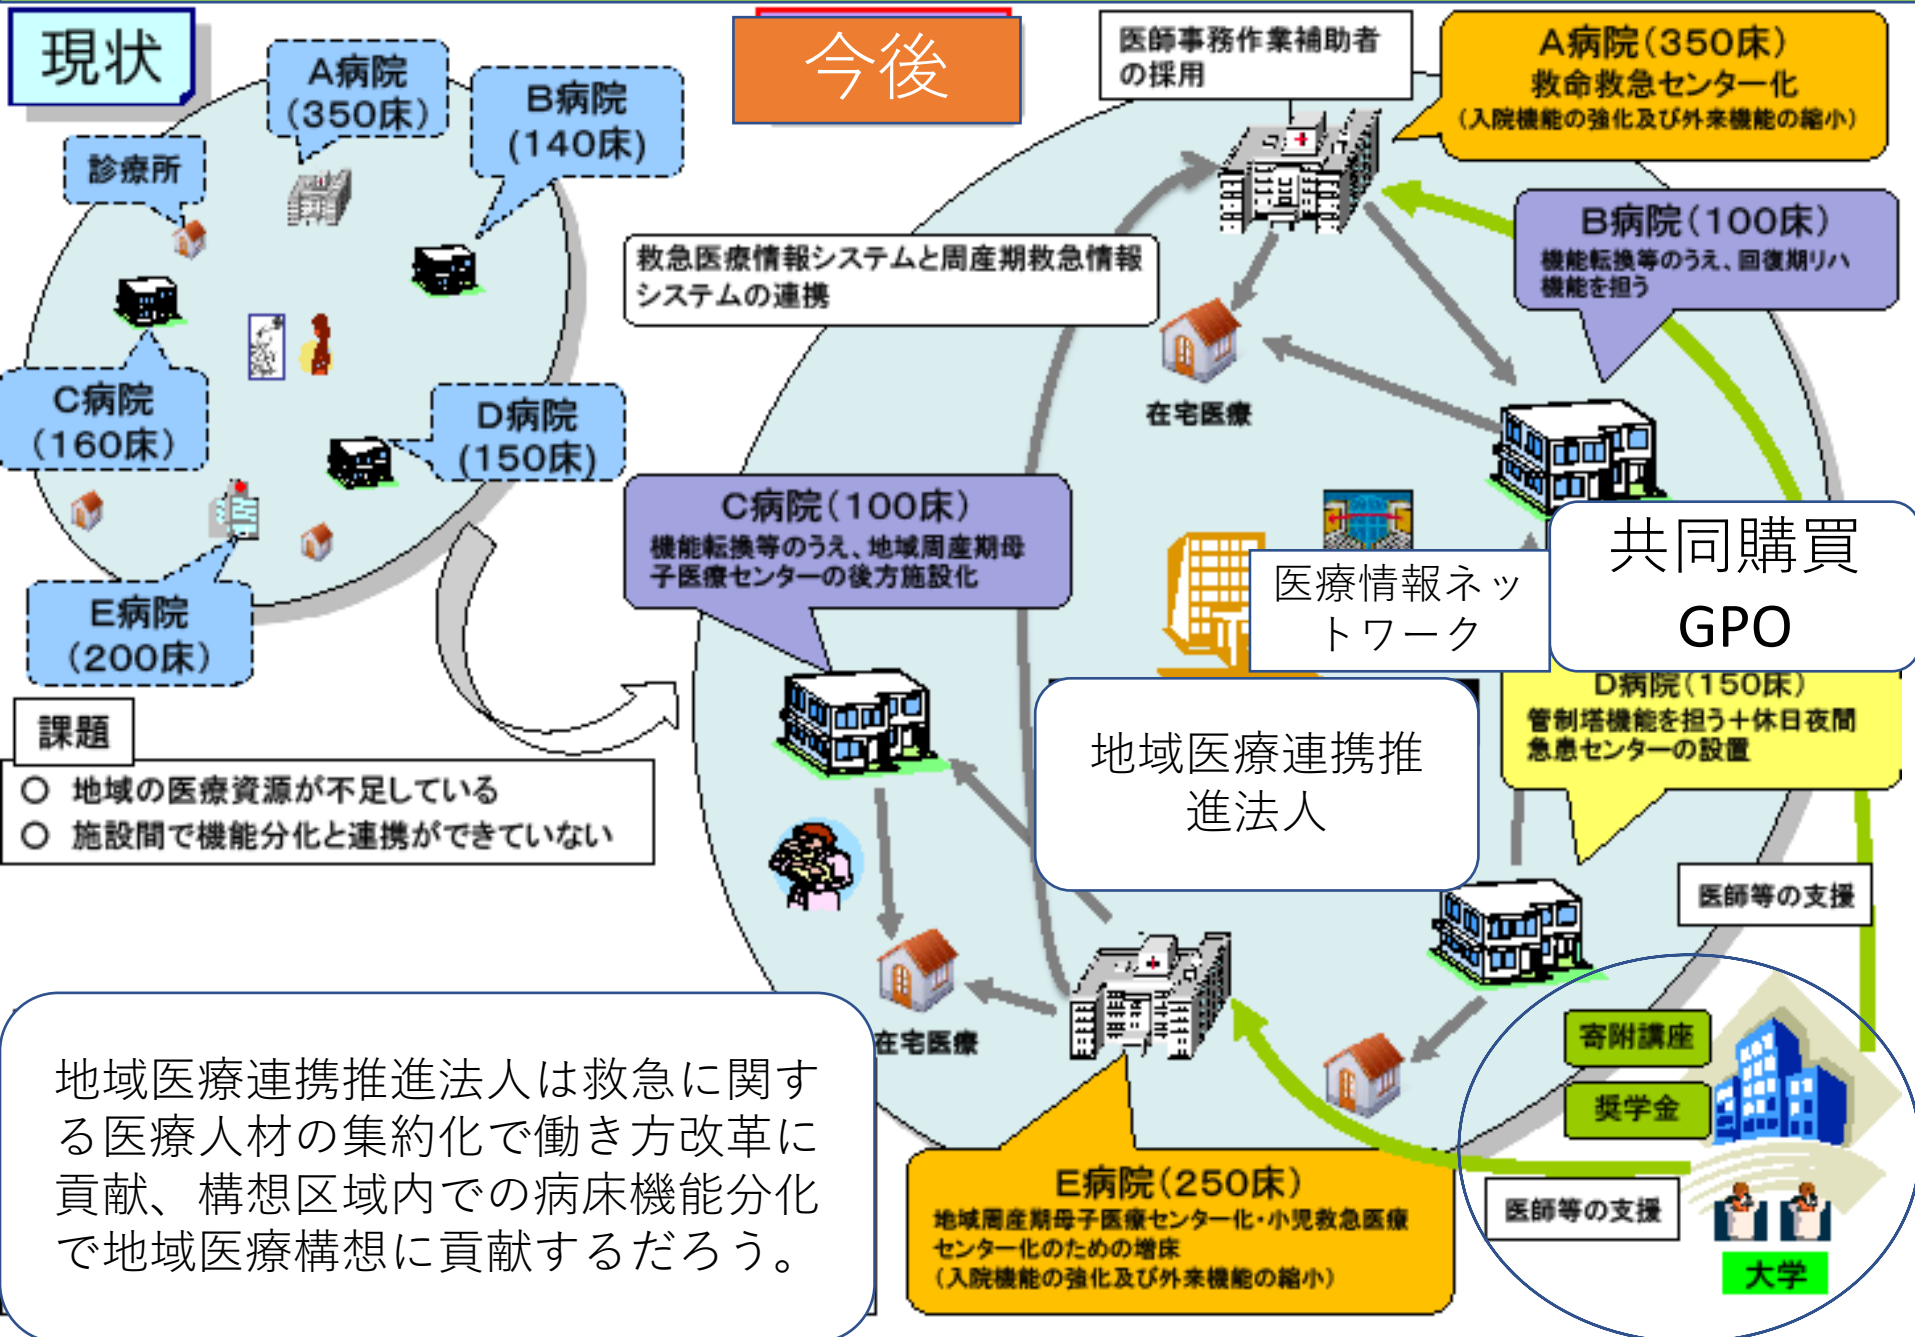 現状
A病院
(350床)
B病院
(140床)
診療所
C病院
(160床)
D病院
(150床)
E病院
(200床)
課題
○ 地域の医療資源が不足している
○ 施設間で機能分化と連携ができていない
今後
医師事務作業補助者
の採用
A病院(350床)
救命救急センター化
(入院機能の強化及び外来機能の縮小)
B病院(100床)
機能転換等のうえ、回復期リハ
機能を担う
救急医療情報システムと周産期救急情報
システムの連携
在宅医療
C病院(100床)
機能転換等のうえ、地域周産期母
子医療センターの後方施設化
医療情報ネッ
トワーク
共同購買
GPO
D病院(150床)
管制塔機能を担う+休日夜間
急患センターの設置
地域医療連携推
進法人
医師等の支援
在宅医療
寄附講座
奨学金
医師等の支援
大学
E病院(250床)
地域周産期母子医療センター化・小児救急医療
センター化のための増床
(入院機能の強化及び外来機能の縮小)
地域医療連携推進法人は救急に関す
る医療人材の集約化で働き方改革に
貢献、構想区域内での病床機能分化
で地域医療構想に貢献するだろう。